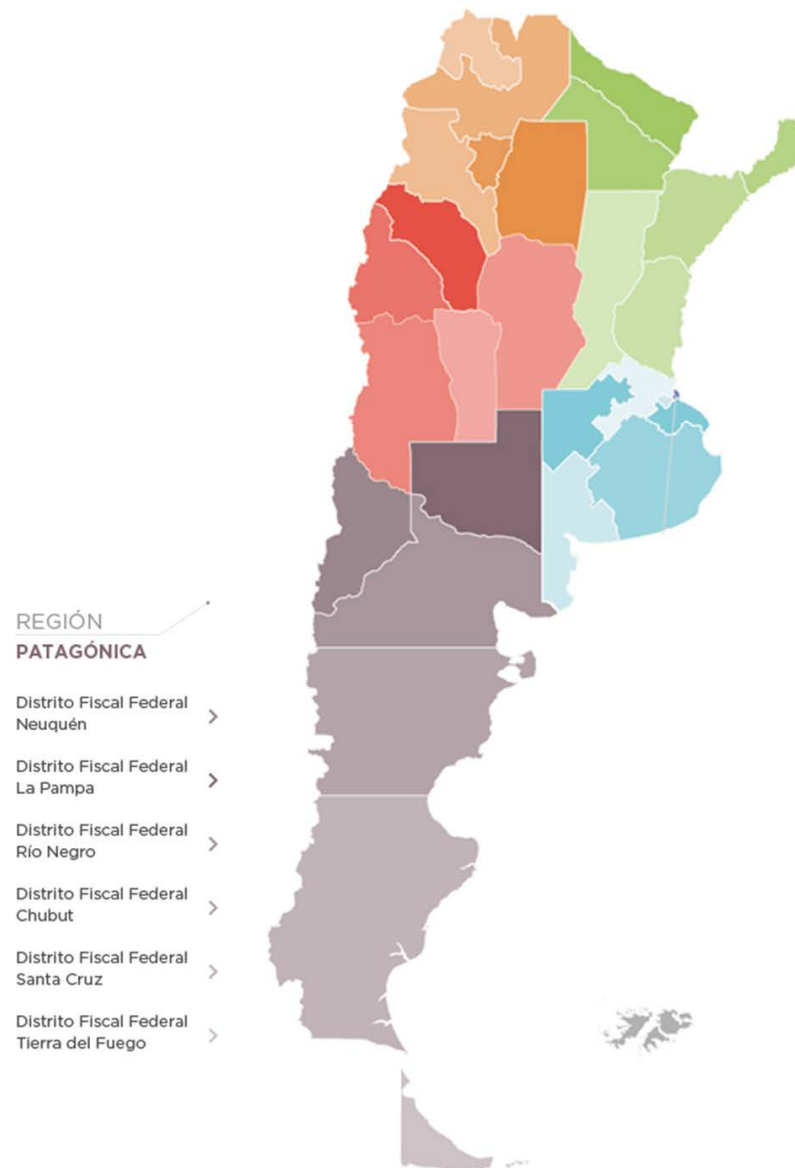 REGIÓN
PATAGÓNICA
Distrito Fiscal Federal
Neuquén
Distrito Fiscal Federal
La Pampa
Distrito Fiscal Federal
Río Negro
Distrito Fiscal Federal
Chubut
Distrito Fiscal Federal
Santa Cruz
Distrito Fiscal Federal
Tierra del Fuego